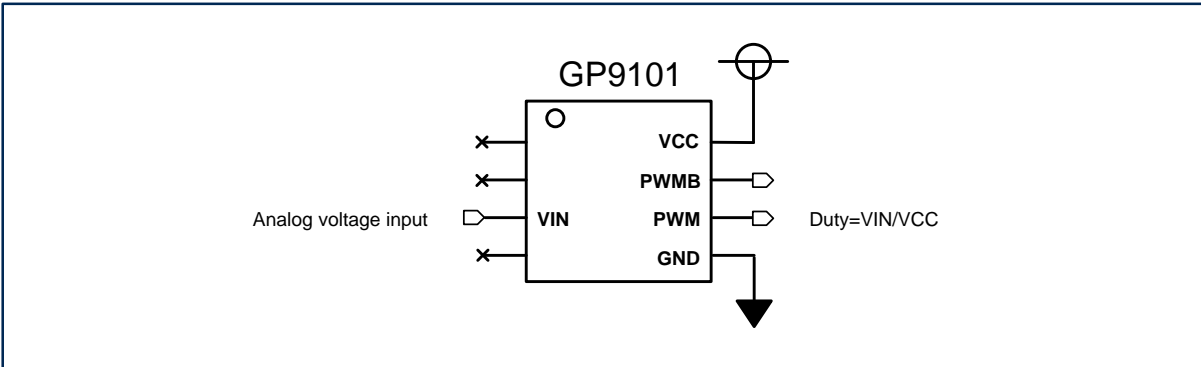 GP9101
VCC
PWMB
Analog voltage input
VIN
PWM
Duty=VIN/VCC
GND